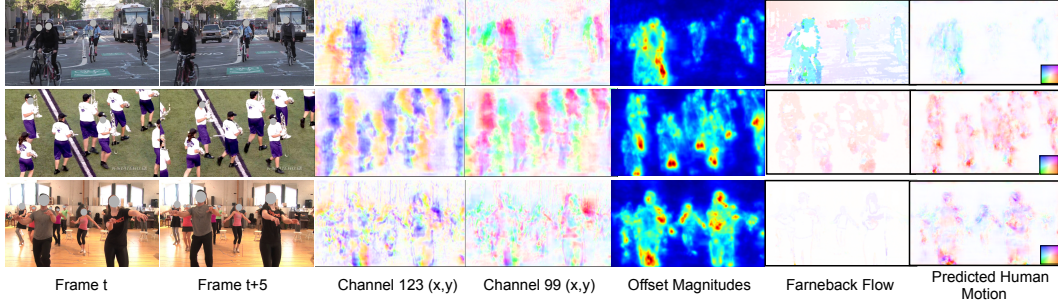 Frame t
Frame t+5
Channel 123 (x,y)
Channel 99 (x,y)
Offset Magnitudes
Farneback Flow
Predicted Human
Motion